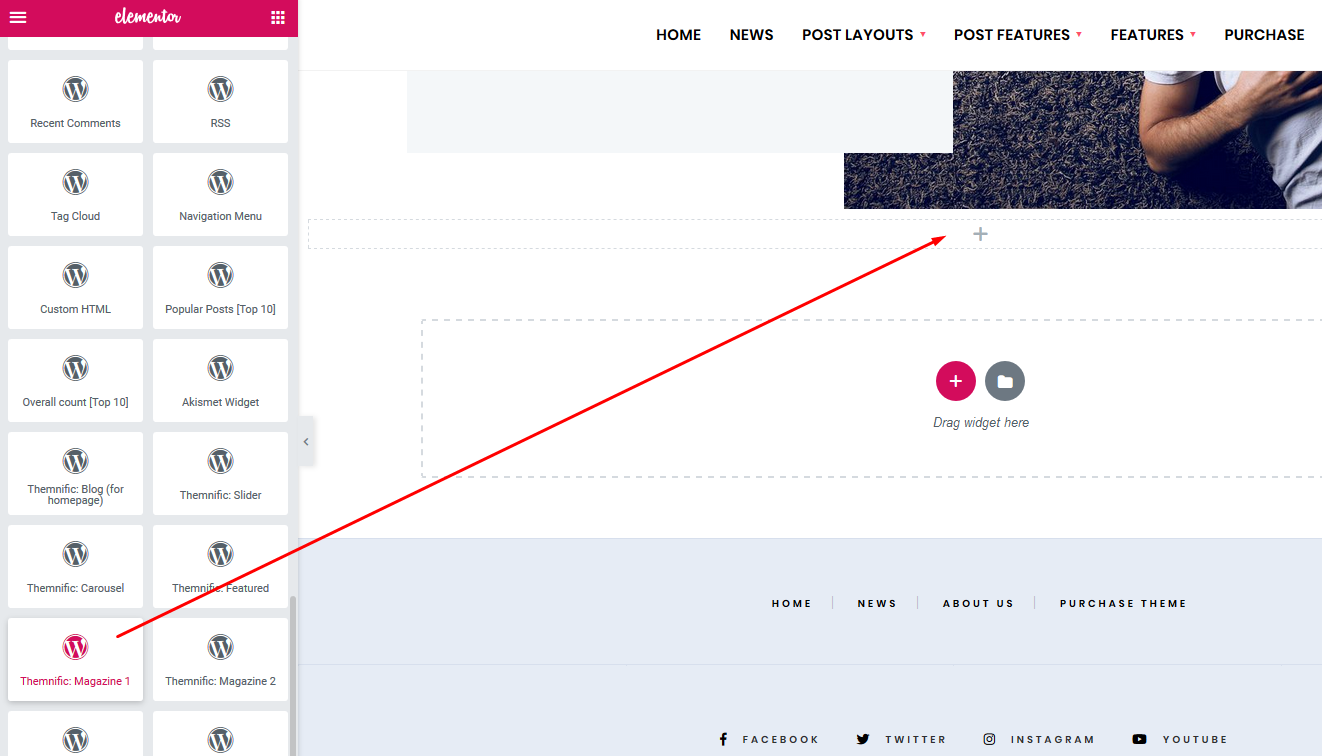 elementor
HOME NEWS POST LAYOUTS POST FEATURES FEATURES PURCHASE
Recent Comments
RSS
Tag Cloud
Navigation Menu
Custom HTML
Popular Posts [Top 10]
Overall count [Top 10]
Akismet Widget
Themnific: Blog (for
homepage)
Themnific: Slider
Themnific: Carousel
Themnific: Featured
Themnific: Magazine 1
Themnific: Magazine 2
Drag widget here
HOME NEWS ABOUT US PURCHASE THEME
FACEBOOK TWITTER INSTAGRAM YOUTUBE